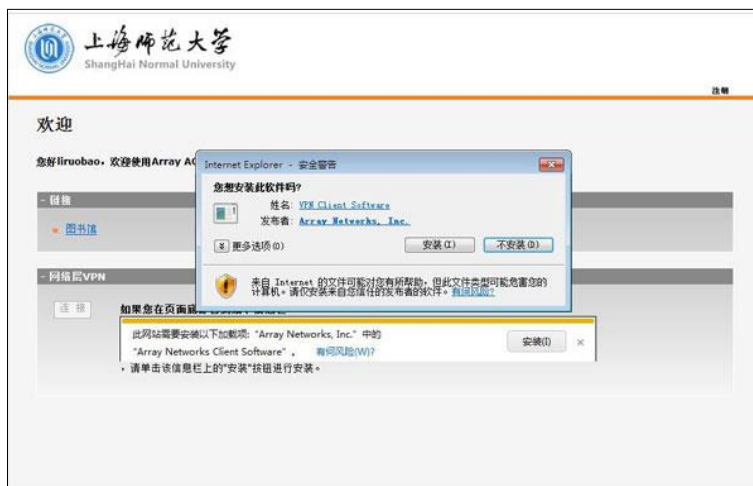 上海师范大学
ShangHai Normal University
注销
欢迎
您好liruobao，欢迎使用Array AG
Internet Explorer - 安全警告
您想安装此软件吗?
姓名: VPN Client Software
发布者: Array Networks, Inc.
更多选项(O)
安装(I)
不安装(D)
来自 Internet 的文件可能对您有所帮助，但此文件类型可能危害您的
计算机。请仅安装来自您信任的发布者的软件。有何风险?
- 链接
图书馆
- 网络层VPN
连接
如果您在页面底
此网站需要安装以下加载项: "Array Networks, Inc." 中的
"Array Networks Client Software"。 有何风险(W)?
安装(I)
×
· 请单击该信息栏上的"安装"按钮进行安装。